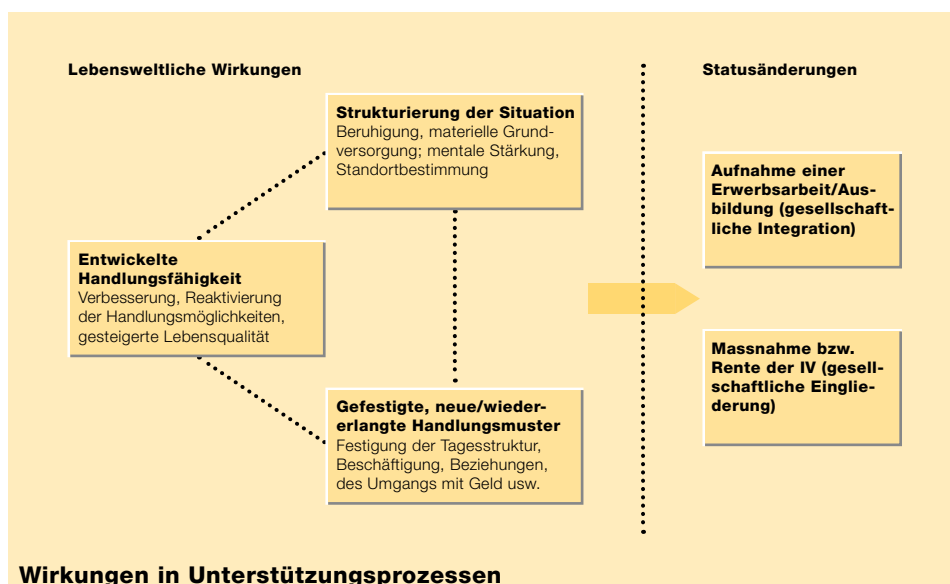 Lebensweltliche Wirkungen
Statusänderungen
Strukturierung der Situation
Beruhigung, materielle Grund-
versorgung; mentale Stärkung,
Standortbestimmung
Entwickelte
Handlungsfähigkeit
Verbesserung, Reaktivierung
der Handlungsmöglichkeiten,
gesteigerte Lebensqualität
Gefestigte, neue/wieder-
erlangte Handlungsmuster
Festigung der Tagesstruktur,
Beschäftigung, Beziehungen,
des Umgangs mit Geld usw.
Aufnahme einer
Erwerbsarbeit/Aus-
bildung (gesellschaft-
liche Integration)
Massnahme bzw.
Rente der IV (gesell-
schaftliche Einglie-
derung)
Wirkungen in Unterstützungsprozessen